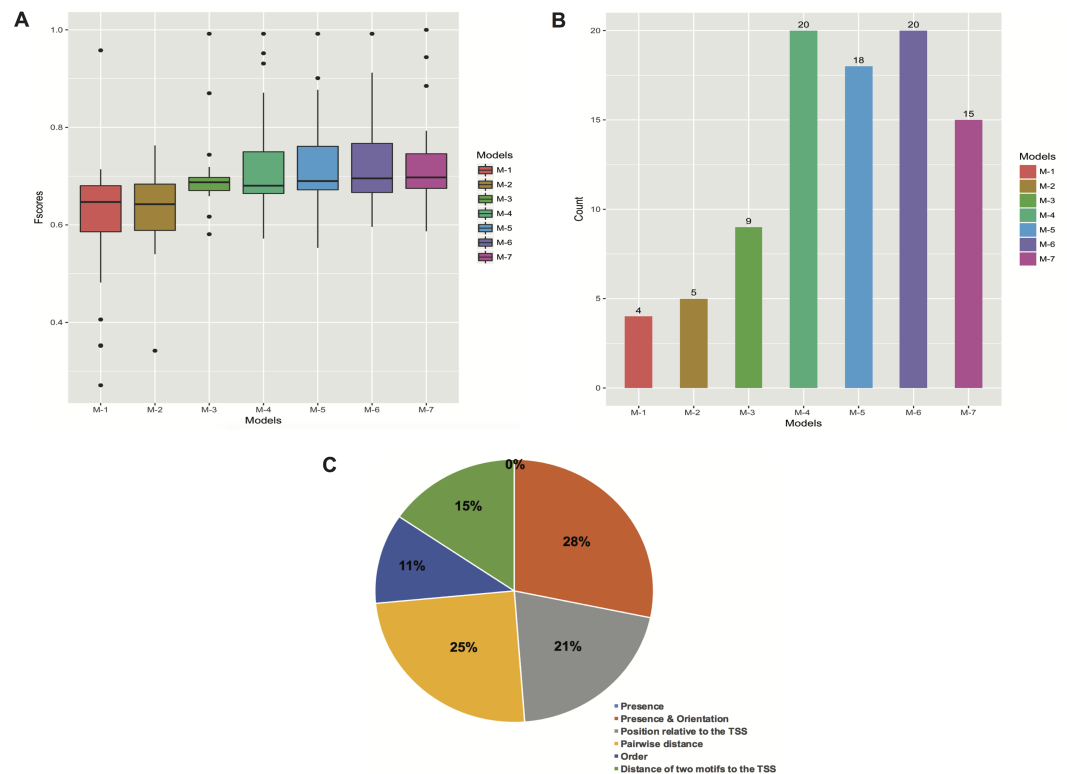 A
1.0
0.8
0.6
0.4
Fscores
M-1 M-2 M-3 M-4 M-5 M-6 M-7
Models
Models
M-1
M-2
M-3
M-4
M-5
M-6
M-7
B
20
15
10
5
0
Count
4
5
9
20
18
20
15
M-1 M-2 M-3 M-4 M-5 M-6 M-7
Models
Models
M-1
M-2
M-3
M-4
M-5
M-6
M-7
C
0%
15%
28%
11%
25%
21%
Presence
Presence & Orientation
Position relative to the TSS
Pairwise distance
Order
Distance of two motifs to the TSS